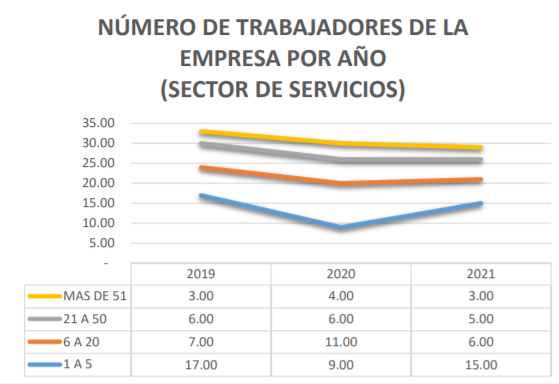 NÚMERO DE TRABAJADORES DE LA
EMPRESA POR AÑO
(SECTOR DE SERVICIOS)
35.00
30.00
25.00
20.00
15.00
10.00
5.00
-
2019 2020 2021
MAS DE 51 3.00 4.00 3.00
21 A 50 6.00 6.00 5.00
6 A 20 7.00 11.00 6.00
1 A 5 17.00 9.00 15.00